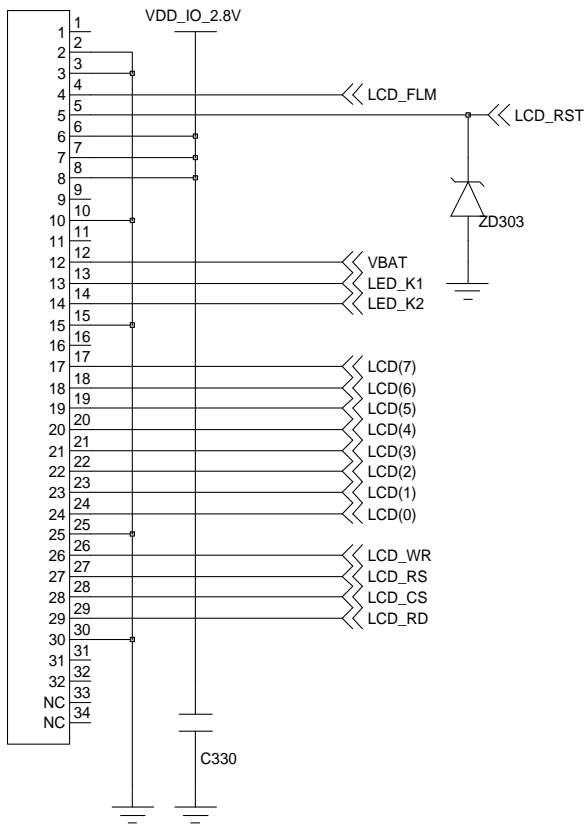 VDD_IO_2.8V
1 1
2 2
3 3
4 4 LCD_FLM
5 5 LCD_RST
6 6
7 7
8 8
9 9
10 10
ZD303
11 11
12 12 VBAT
13 13 LED_K1
14 14 LED_K2
15 15
16 16
17 17 LCD(7)
18 18 LCD(6)
19 19 LCD(5)
20 20 LCD(4)
21 21 LCD(3)
22 22 LCD(2)
23 23 LCD(1)
24 24 LCD(0)
25 25
26 26 LCD_WR
27 27 LCD_RS
28 28 LCD_CS
29 29 LCD_RD
30 30
31 31
32 32
NC 33
NC 34
C330